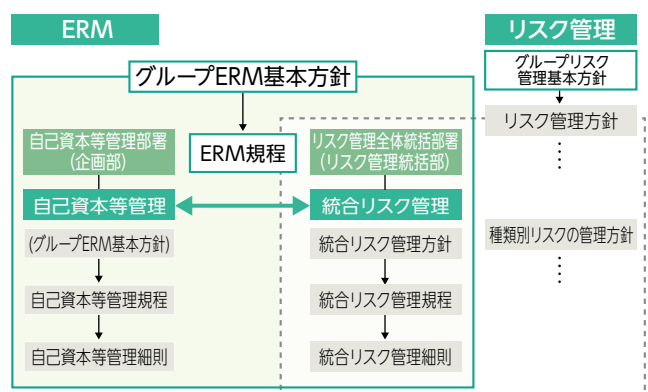 ERM
リスク管理
グループERM基本方針
グループリスク
管理基本方針
リスク管理方針
自己資本等管理部署
(企画部)
ERM規程
リスク管理全体統括部署
(リスク管理統括部)
自己資本等管理
統合リスク管理
(グループERM基本方針)
統合リスク管理方針
種類別リスクの管理方針
自己資本等管理規程
統合リスク管理規程
自己資本等管理細則
統合リスク管理細則